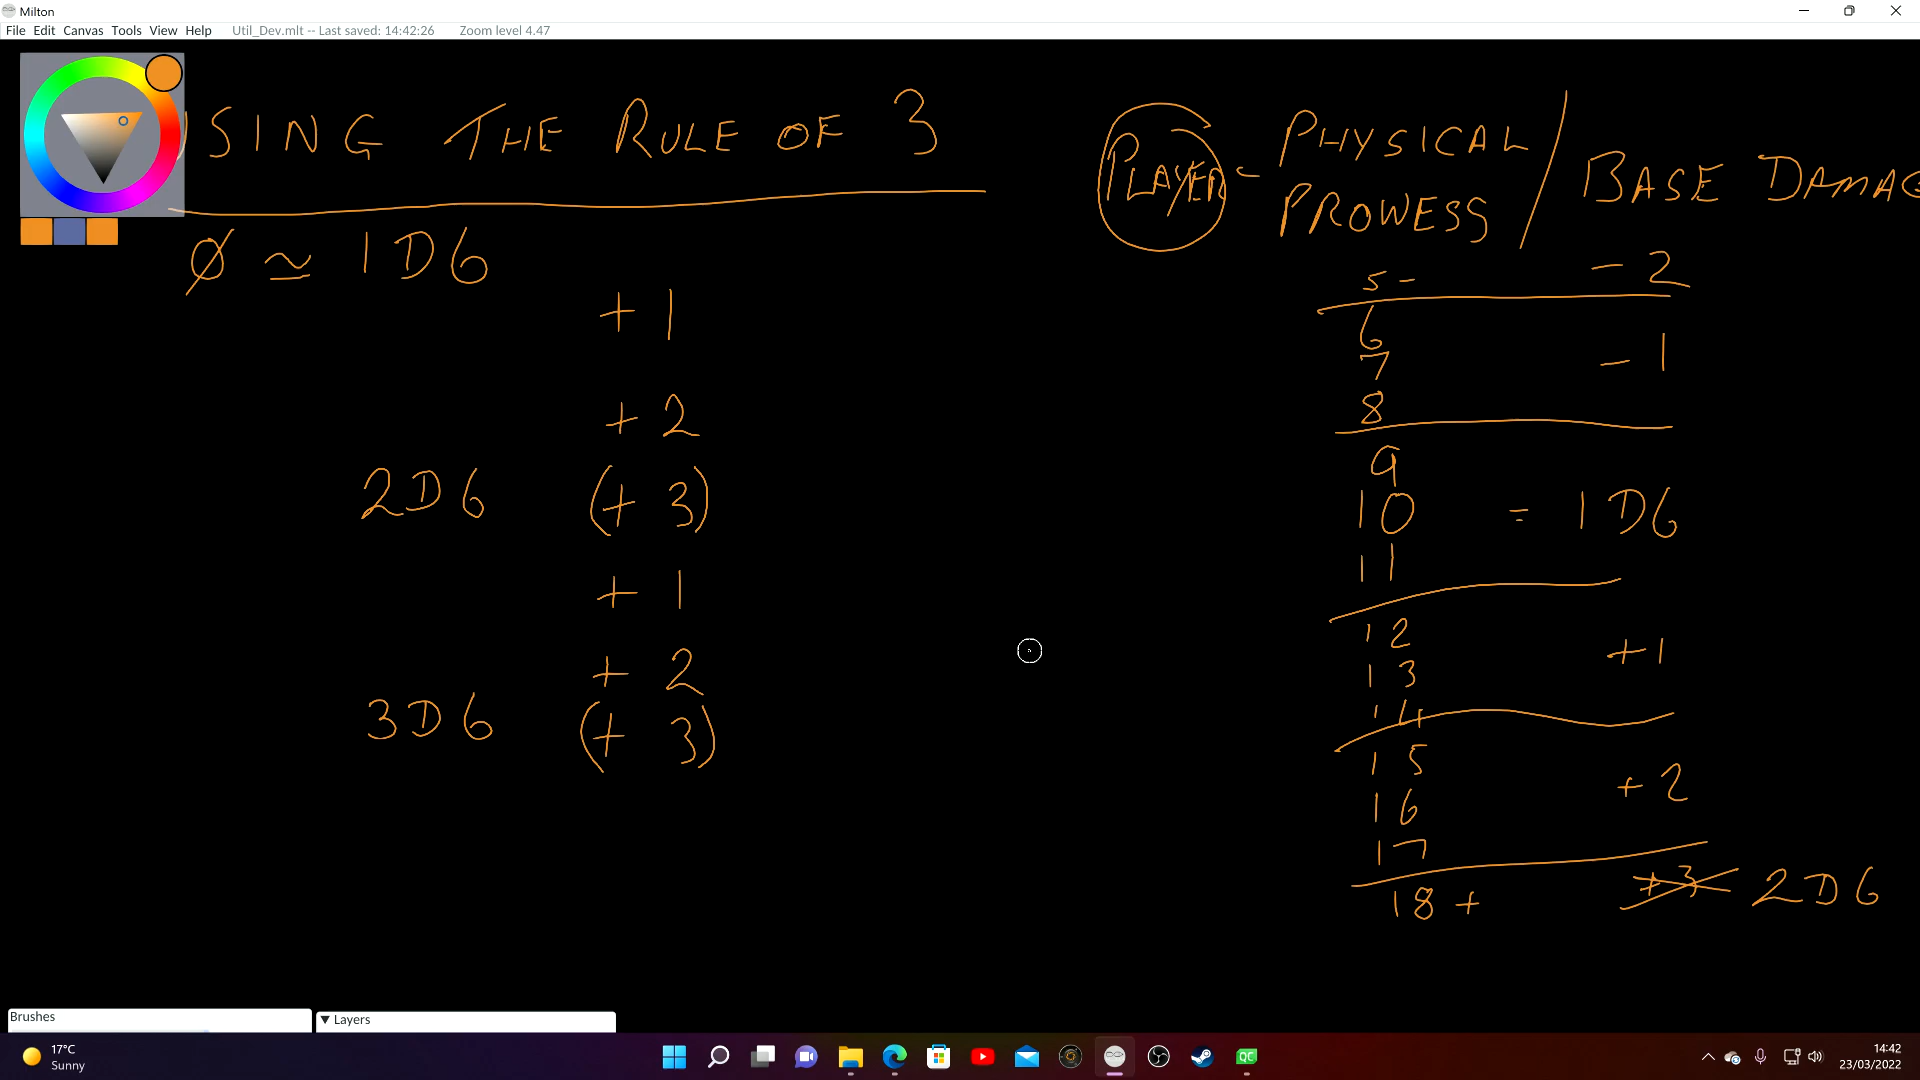 Milton
File Edit Canvas Tools View Help Util_Dev.mlt -- Last saved: 14:42:26 Zoom level 4.47
USING THE RULE OF 3
Ø ≃ 1D6
+ 1
+ 2
2D6 (+ 3)
+ 1
+ 2
3D6 (+ 3)
PLAYER - PHYSICAL PROWESS / BASE DAMAG
5 - - 2
6
7 - 1
8
9
10 = 1D6
11
12
13 + 1
14
15
16 + 2
17
18 + +3 2D6
Brushes
▼ Layers
17°C
Sunny
QC
14:42
23/03/2022